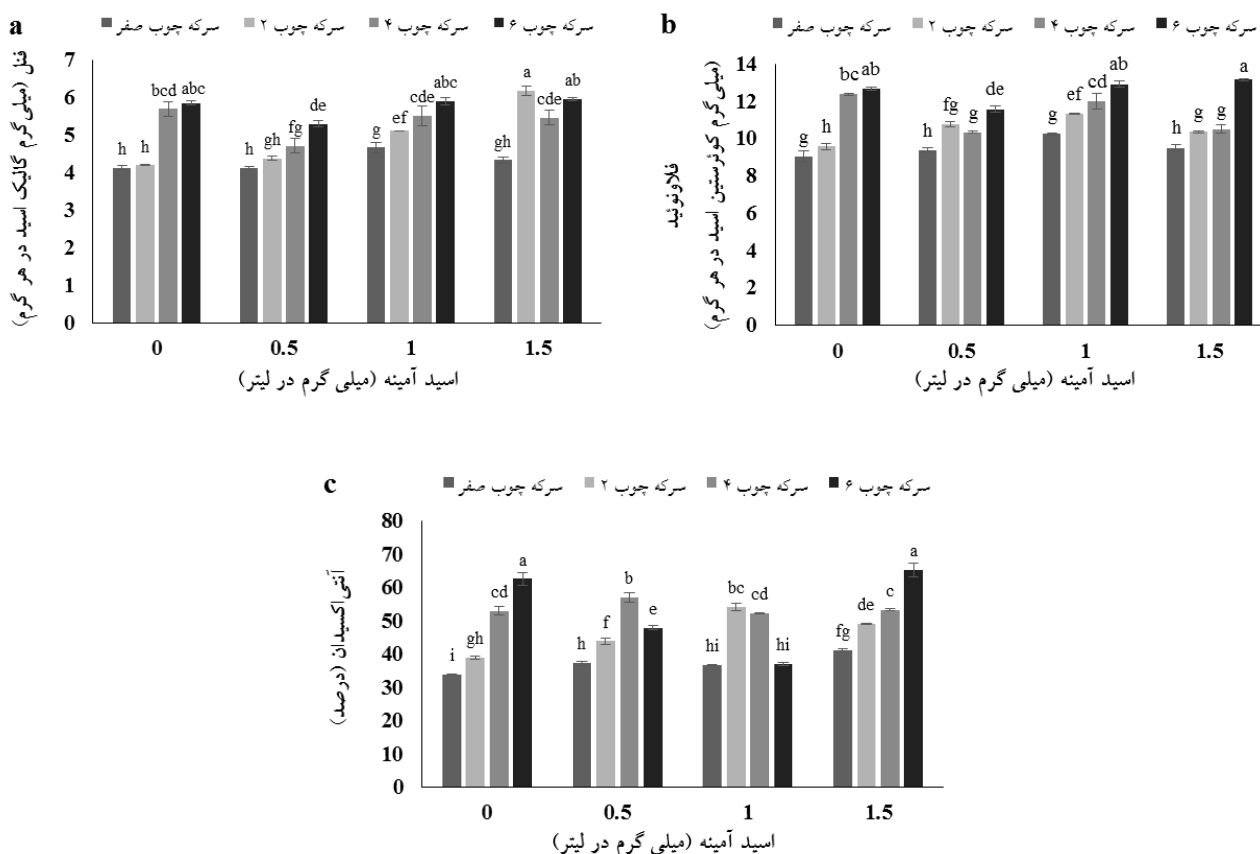 a
سرکه چوب صفر سرکه چوب ۲ سرکه چوب ۴ سرکه چوب ۶
فنل (میلی گرم گالیک اسید در هر گرم)
7
6
5
4
3
2
1
0
h h bcd abc
h gh fg de
g ef cde abc
gh a cde ab
0 0.5 1 1.5
اسید آمینه (میلی گرم در لیتر)
b
سرکه چوب صفر سرکه چوب ۲ سرکه چوب ۴ سرکه چوب ۶
فلاونوئید
(میلی گرم کوئرستین اسید در هر گرم)
14
12
10
8
6
4
2
0
g h bc ab
h fg g de
g ef cd ab
h g g a
0 0.5 1 1.5
اسید آمینه (میلی گرم در لیتر)
c
سرکه چوب صفر سرکه چوب ۲ سرکه چوب ۴ سرکه چوب ۶
آنتی‌اکسیدان (درصد)
80
70
60
50
40
30
20
10
0
i gh cd a
h f b e
hi bc cd hi
fg de c a
0 0.5 1 1.5
اسید آمینه (میلی گرم در لیتر)